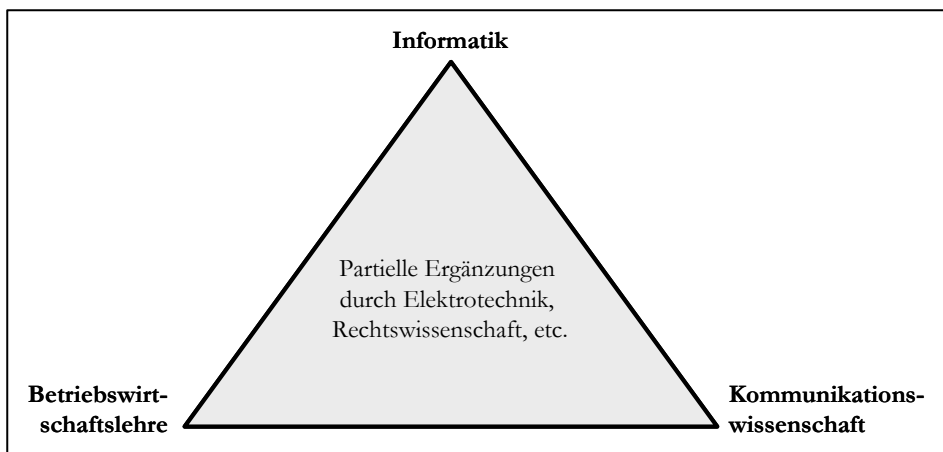 Informatik
Partielle Ergänzungen
durch Elektrotechnik,
Rechtswissenschaft, etc.
Betriebswirt-
schaftslehre
Kommunikations-
wissenschaft